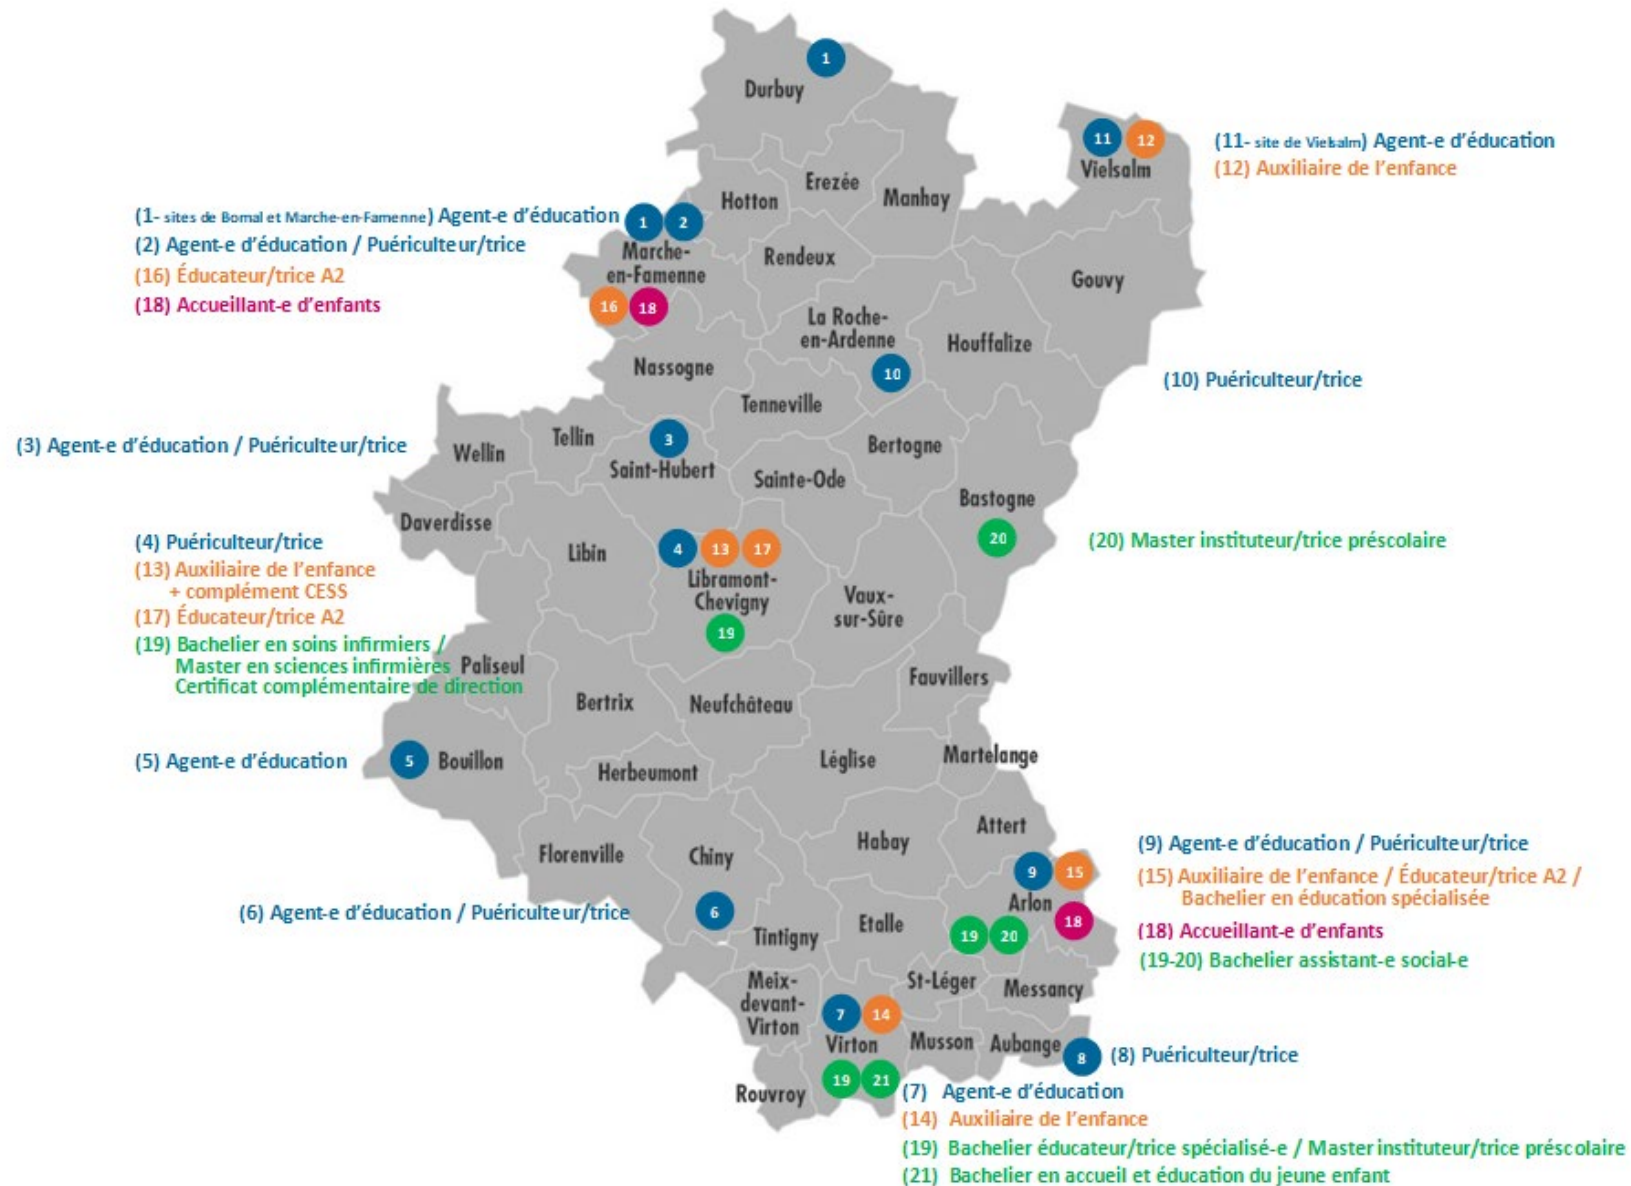 1
Durbuy
11
12
Vielsalm
(11- site de Vielsalm) Agent-e d'éducation
(12) Auxiliaire de l'enfance
Erezée
Manhay
Hotton
(1- sites de Bomal et Marche-en-Famenne) Agent-e d'éducation
1
2
(2) Agent-e d'éducation / Puériculteur/trice
(16) Éducateur/trice A2
(18) Accueillant-e d'enfants
Marche-
en-Famenne
16
18
Rendeux
Gouvy
La Roche-
en-Ardenne
10
Houffalize
Nassogne
(10) Puériculteur/trice
Tenneville
(3) Agent-e d'éducation / Puériculteur/trice
Wellin
Tellin
3
Saint-Hubert
Bertogne
Sainte-Ode
Bastogne
20
(20) Master instituteur/trice préscolaire
Daverdisse
Libin
(4) Puériculteur/trice
(13) Auxiliaire de l'enfance
+ complément CESS
(17) Éducateur/trice A2
(19) Bachelier en soins infirmiers /
Master en sciences infirmières
Certificat complémentaire de direction
4
13
17
Libramont-
Chevigny
19
Vaux-
sur-Sûre
Paliseul
Fauvillers
Bertrix
Neufchâteau
(5) Agent-e d'éducation
5
Bouillon
Herbeumont
Léglise
Martelange
Attert
Habay
Florenville
Chiny
(6) Agent-e d'éducation / Puériculteur/trice
6
9
15
Arlon
18
19
20
(9) Agent-e d'éducation / Puériculteur/trice
(15) Auxiliaire de l'enfance / Éducateur/trice A2 /
Bachelier en éducation spécialisée
(18) Accueillant-e d'enfants
(19-20) Bachelier assistant-e social-e
Etalle
Tintigny
St-Léger
Messancy
Meix-
devant-
Virton
7
14
Virton
19
21
Musson
Aubange
8
(8) Puériculteur/trice
Rouvroy
(7) Agent-e d'éducation
(14) Auxiliaire de l'enfance
(19) Bachelier éducateur/trice spécialisé-e / Master instituteur/trice préscolaire
(21) Bachelier en accueil et éducation du jeune enfant